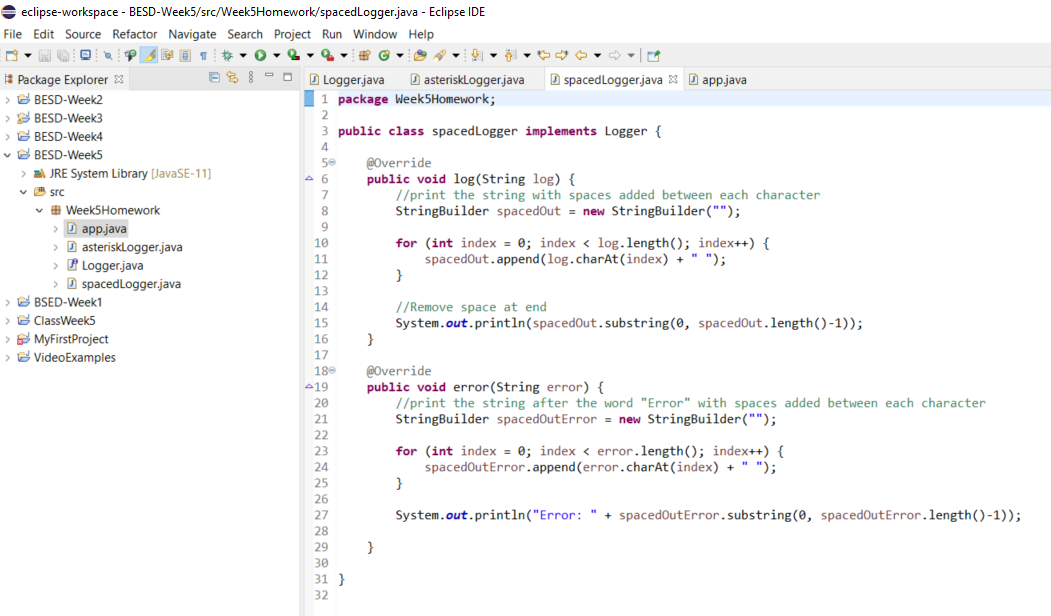 eclipse-workspace - BESD-Week5/src/Week5Homework/spacedLogger.java - Eclipse IDE
File Edit Source Refactor Navigate Search Project Run Window Help
Package Explorer
BESD-Week2
BESD-Week3
BESD-Week4
BESD-Week5
JRE System Library [JavaSE-11]
src
Week5Homework
app.java
asteriskLogger.java
Logger.java
spacedLogger.java
BSED-Week1
ClassWeek5
MyFirstProject
VideoExamples
Logger.java asteriskLogger.java spacedLogger.java app.java
1 package Week5Homework;
2
3 public class spacedLogger implements Logger {
4
5 @Override
6 public void log(String log) {
7 //print the string with spaces added between each character
8 StringBuilder spacedOut = new StringBuilder("");
9
10 for (int index = 0; index < log.length(); index++) {
11 spacedOut.append(log.charAt(index) + " ");
12 }
13
14 //Remove space at end
15 System.out.println(spacedOut.substring(0, spacedOut.length()-1));
16 }
17
18 @Override
19 public void error(String error) {
20 //print the string after the word "Error" with spaces added between each character
21 StringBuilder spacedOutError = new StringBuilder("");
22
23 for (int index = 0; index < error.length(); index++) {
24 spacedOutError.append(error.charAt(index) + " ");
25 }
26
27 System.out.println("Error: " + spacedOutError.substring(0, spacedOutError.length()-1));
28
29 }
30
31 }
32